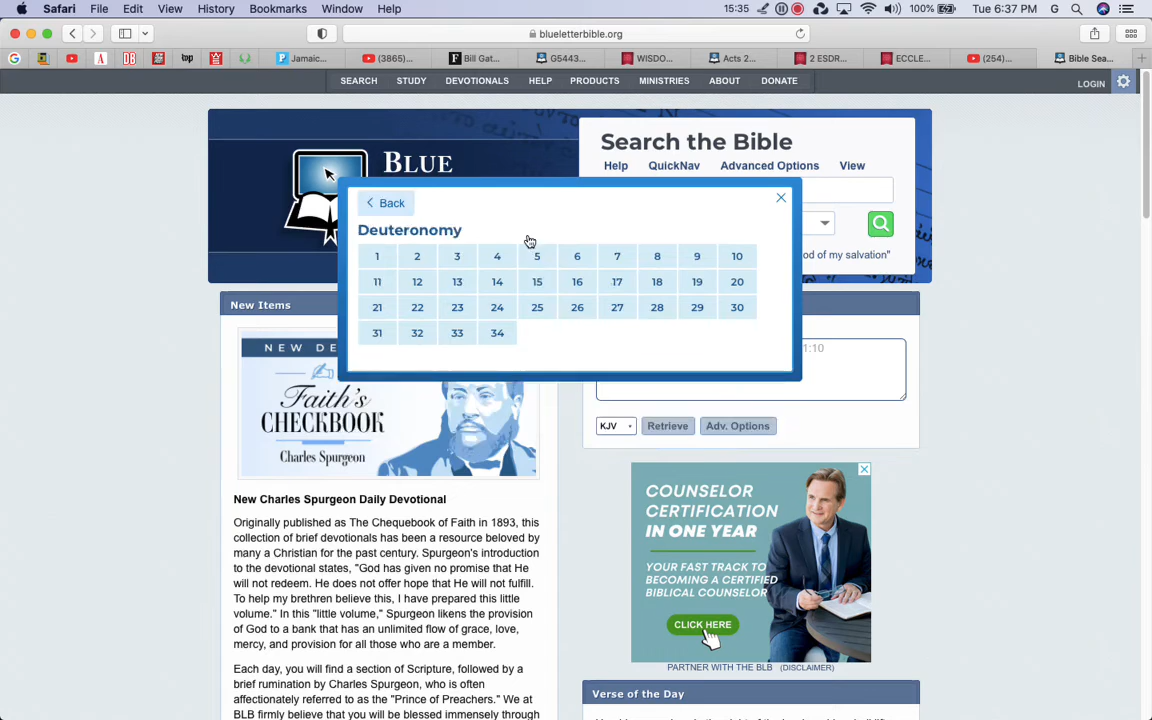 Safari File Edit View History Bookmarks Window Help 15:35 100% Tue 6:37 PM G
blueletterbible.org
Jamaic... (3865)... Bill Gat... G5443... WISDO... Acts 2... 2 ESDR... ECCLE... (254)... Bible Sea...
SEARCH STUDY DEVOTIONALS HELP PRODUCTS MINISTRIES ABOUT DONATE LOGIN
BLUE
Search the Bible
Help QuickNav Advanced Options View
od of my salvation"
Back
Deuteronomy
1 2 3 4 5 6 7 8 9 10
11 12 13 14 15 16 17 18 19 20
21 22 23 24 25 26 27 28 29 30
31 32 33 34
New Items
NEW DE
Faith's
CHECKBOOK
Charles Spurgeon
New Charles Spurgeon Daily Devotional
Originally published as The Chequebook of Faith in 1893, this
collection of brief devotionals has been a resource beloved by
many a Christian for the past century. Spurgeon's introduction
to the devotional states, "God has given no promise that He
will not redeem. He does not offer hope that He will not fulfill.
To help my brethren believe this, I have prepared this little
volume." In this "little volume," Spurgeon likens the provision
of God to a bank that has an unlimited flow of grace, love,
mercy, and provision for all those who are a member.
Each day, you will find a section of Scripture, followed by a
brief rumination by Charles Spurgeon, who is often
affectionately referred to as the "Prince of Preachers." We at
BLB firmly believe that you will be blessed immensely through
1:10
KJV Retrieve Adv. Options
COUNSELOR
CERTIFICATION
IN ONE YEAR
YOUR FAST TRACK TO
BECOMING A CERTIFIED
BIBLICAL COUNSELOR
CLICK HERE
PARTNER WITH THE BLB (DISCLAIMER)
Verse of the Day